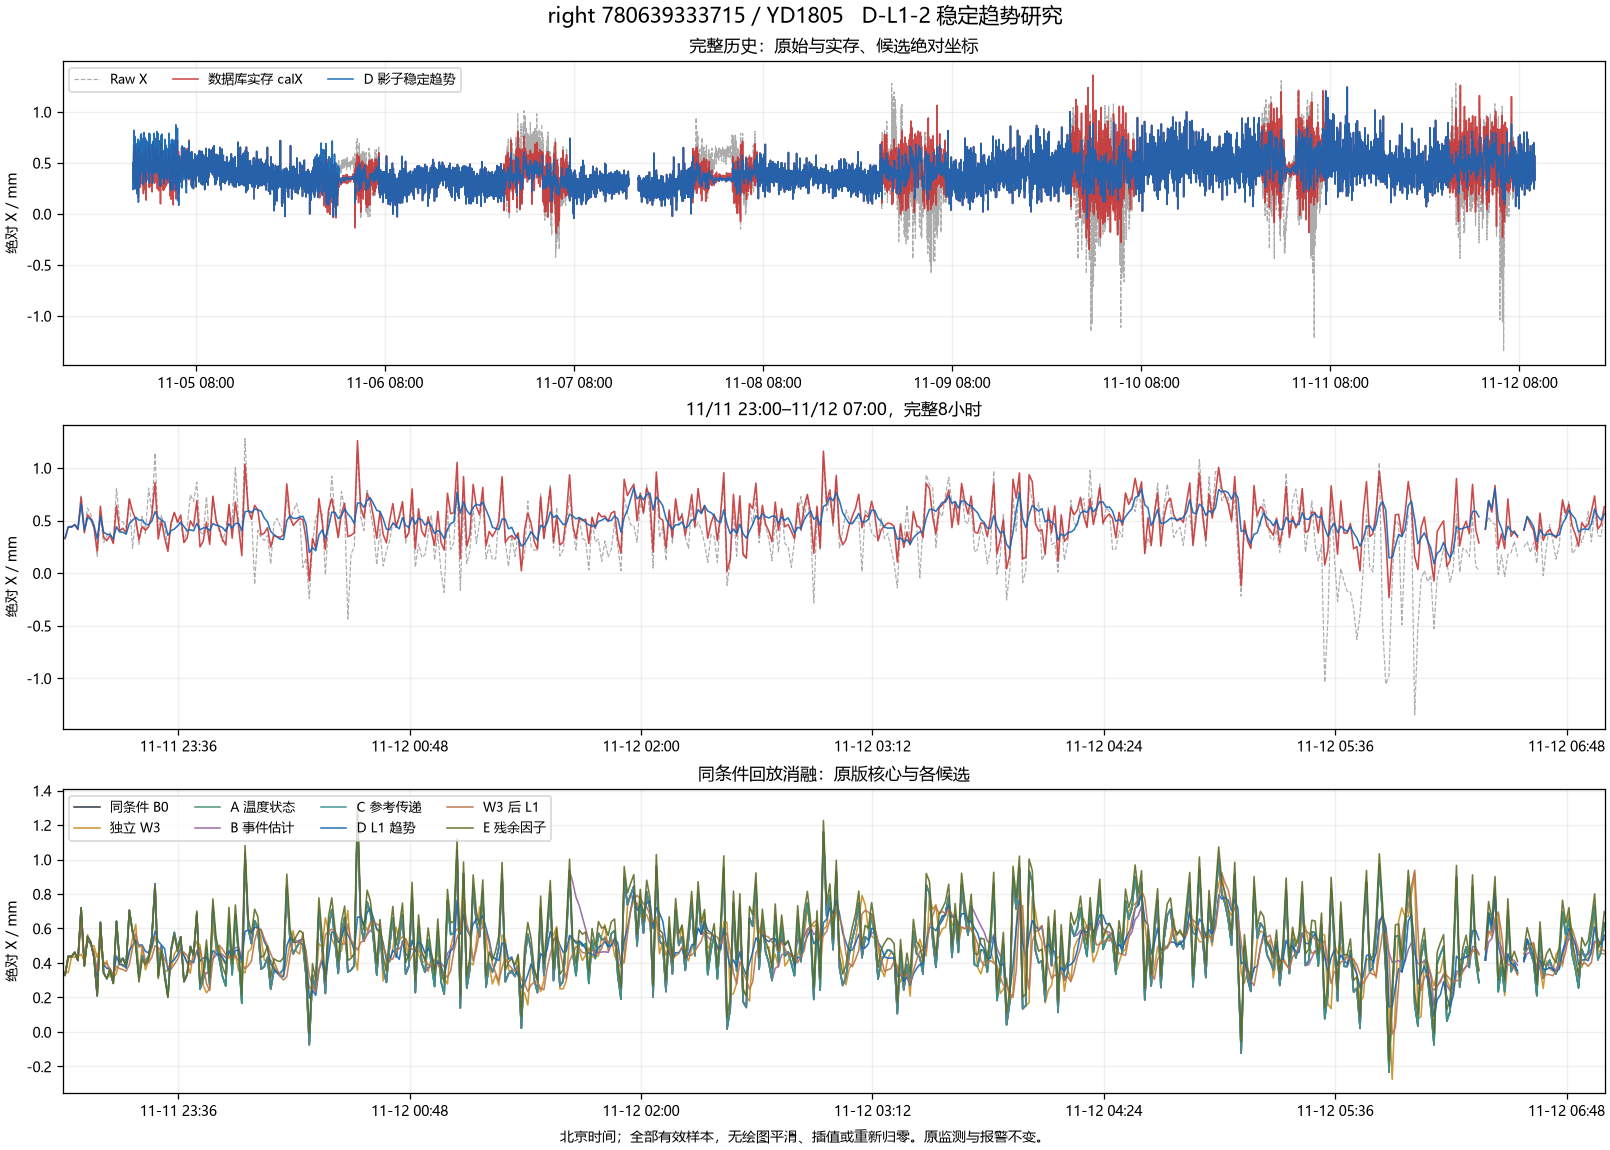 right 780639333715 / YD1805   D-L1-2 稳定趋势研究
完整历史：原始与实存、候选绝对坐标
Raw X
数据库实存 calX
D 影子稳定趋势
绝对 X / mm
1.0
0.5
0.0
-0.5
-1.0
11-05 08:00
11-06 08:00
11-07 08:00
11-08 08:00
11-09 08:00
11-10 08:00
11-11 08:00
11-12 08:00
11/11 23:00–11/12 07:00，完整8小时
绝对 X / mm
1.0
0.5
0.0
-0.5
-1.0
11-11 23:36
11-12 00:48
11-12 02:00
11-12 03:12
11-12 04:24
11-12 05:36
11-12 06:48
同条件回放消融：原版核心与各候选
同条件 B0
A 温度状态
C 参考传递
W3 后 L1
独立 W3
B 事件估计
D L1 趋势
E 残余因子
绝对 X / mm
1.4
1.2
1.0
0.8
0.6
0.4
0.2
0.0
-0.2
11-11 23:36
11-12 00:48
11-12 02:00
11-12 03:12
11-12 04:24
11-12 05:36
11-12 06:48
北京时间；全部有效样本，无绘图平滑、插值或重新归零。原监测与报警不变。